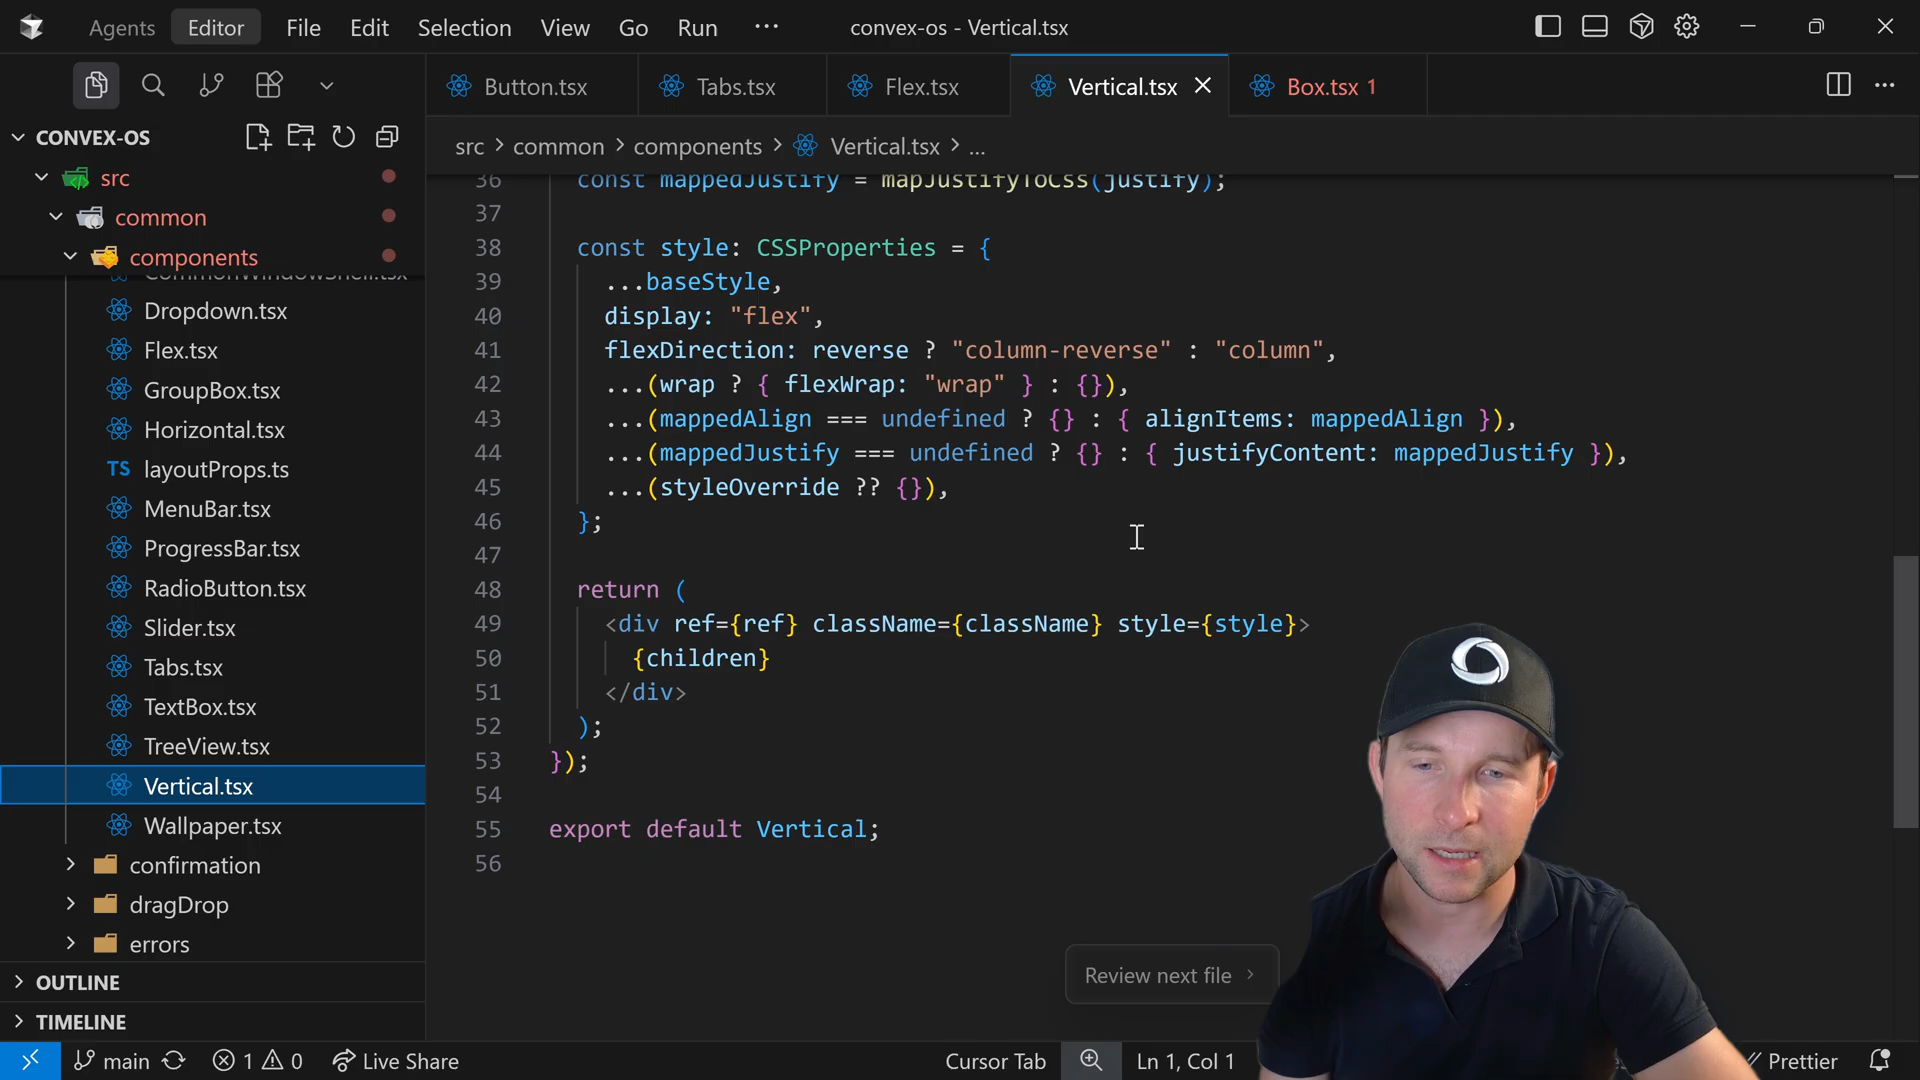 Agents Editor File Edit Selection View Go Run ··· convex-os - Vertical.tsx
Button.tsx Tabs.tsx Flex.tsx Vertical.tsx Box.tsx 1
CONVEX-OS
src > common > components > Vertical.tsx > ...
src
common
components
CommonWindowShell.tsx
Dropdown.tsx
Flex.tsx
GroupBox.tsx
Horizontal.tsx
TS layoutProps.ts
MenuBar.tsx
ProgressBar.tsx
RadioButton.tsx
Slider.tsx
Tabs.tsx
TextBox.tsx
TreeView.tsx
Vertical.tsx
Wallpaper.tsx
confirmation
dragDrop
errors
OUTLINE
TIMELINE
36 const mappedJustify = mapJustifyToCss(justify);
37
38 const style: CSSProperties = {
39 ...baseStyle,
40 display: "flex",
41 flexDirection: reverse ? "column-reverse" : "column",
42 ...(wrap ? { flexWrap: "wrap" } : {}),
43 ...(mappedAlign === undefined ? {} : { alignItems: mappedAlign }),
44 ...(mappedJustify === undefined ? {} : { justifyContent: mappedJustify }),
45 ...(styleOverride ?? {}),
46 };
47
48 return (
49 <div ref={ref} className={className} style={style}>
50 {children}
51 </div>
52 );
53 });
54
55 export default Vertical;
56
Review next file >
main 1 0 Live Share Cursor Tab Ln 1, Col 1 Prettier